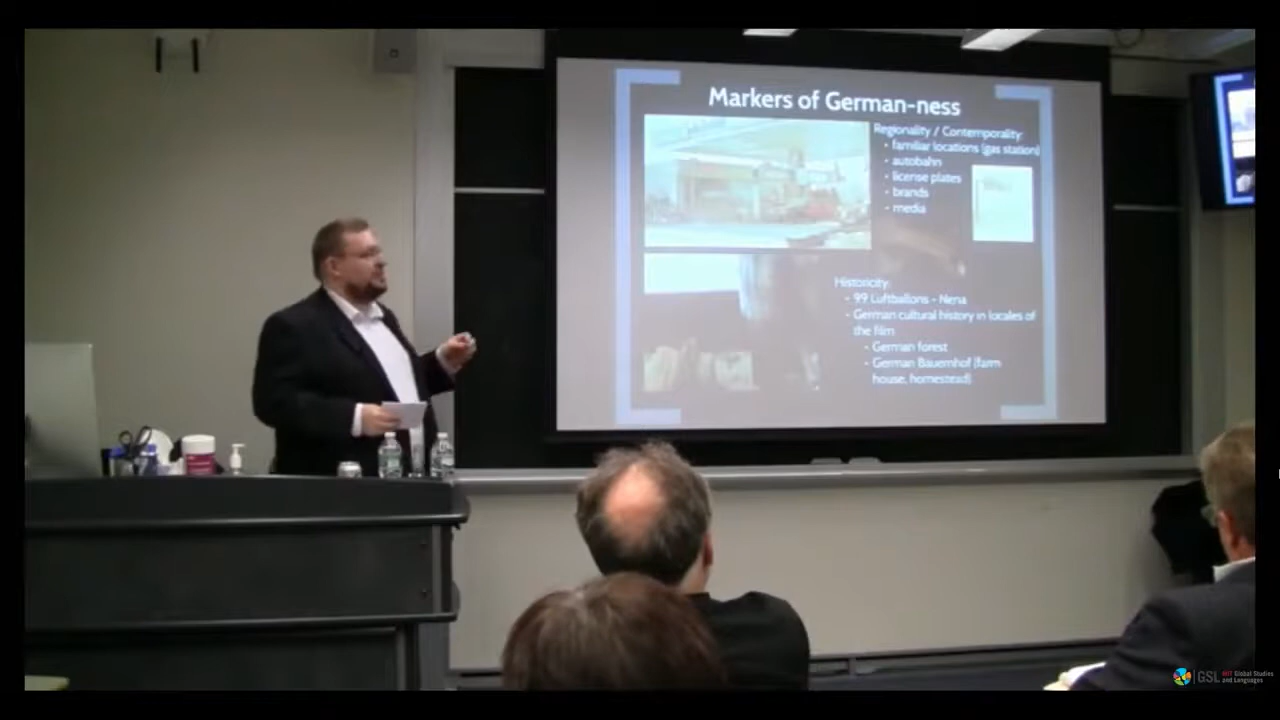 Markers of German-ness
Regionality / Contemporality:
• familiar locations (gas station)
• autobahn
• license plates
• brands
• media
Historicity:
• 99 Luftballons - Nena
• German cultural history in locales of
the film
• German forest
• German Bauernhof (farm
house, homestead)
GSL MIT Global Studies
and Languages